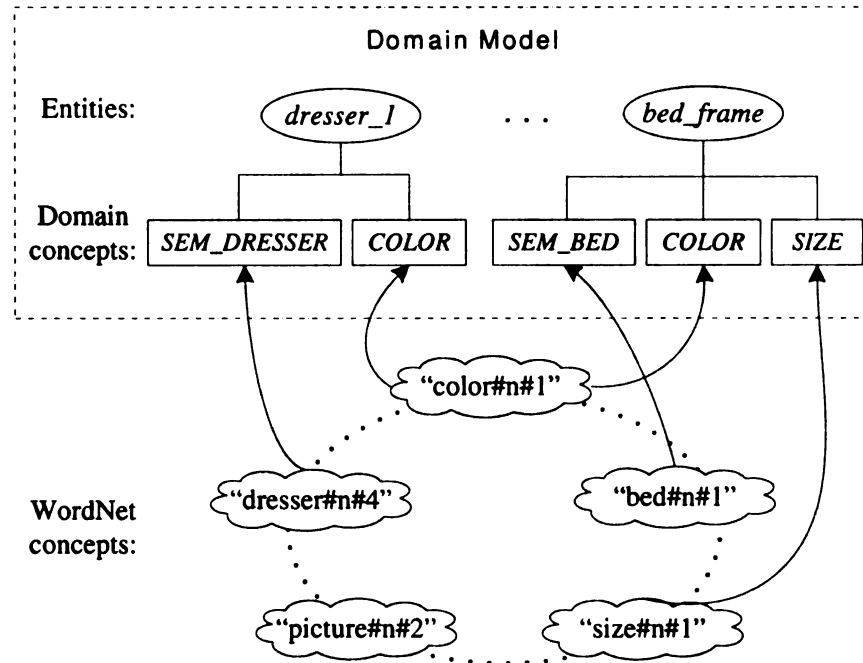 Domain Model
Entities: dresser_1 . . . bed_frame
Domain concepts: SEM_DRESSER COLOR SEM_BED COLOR SIZE
"color#n#1"
"dresser#n#4" "bed#n#1"
WordNet concepts:
"picture#n#2" "size#n#1"